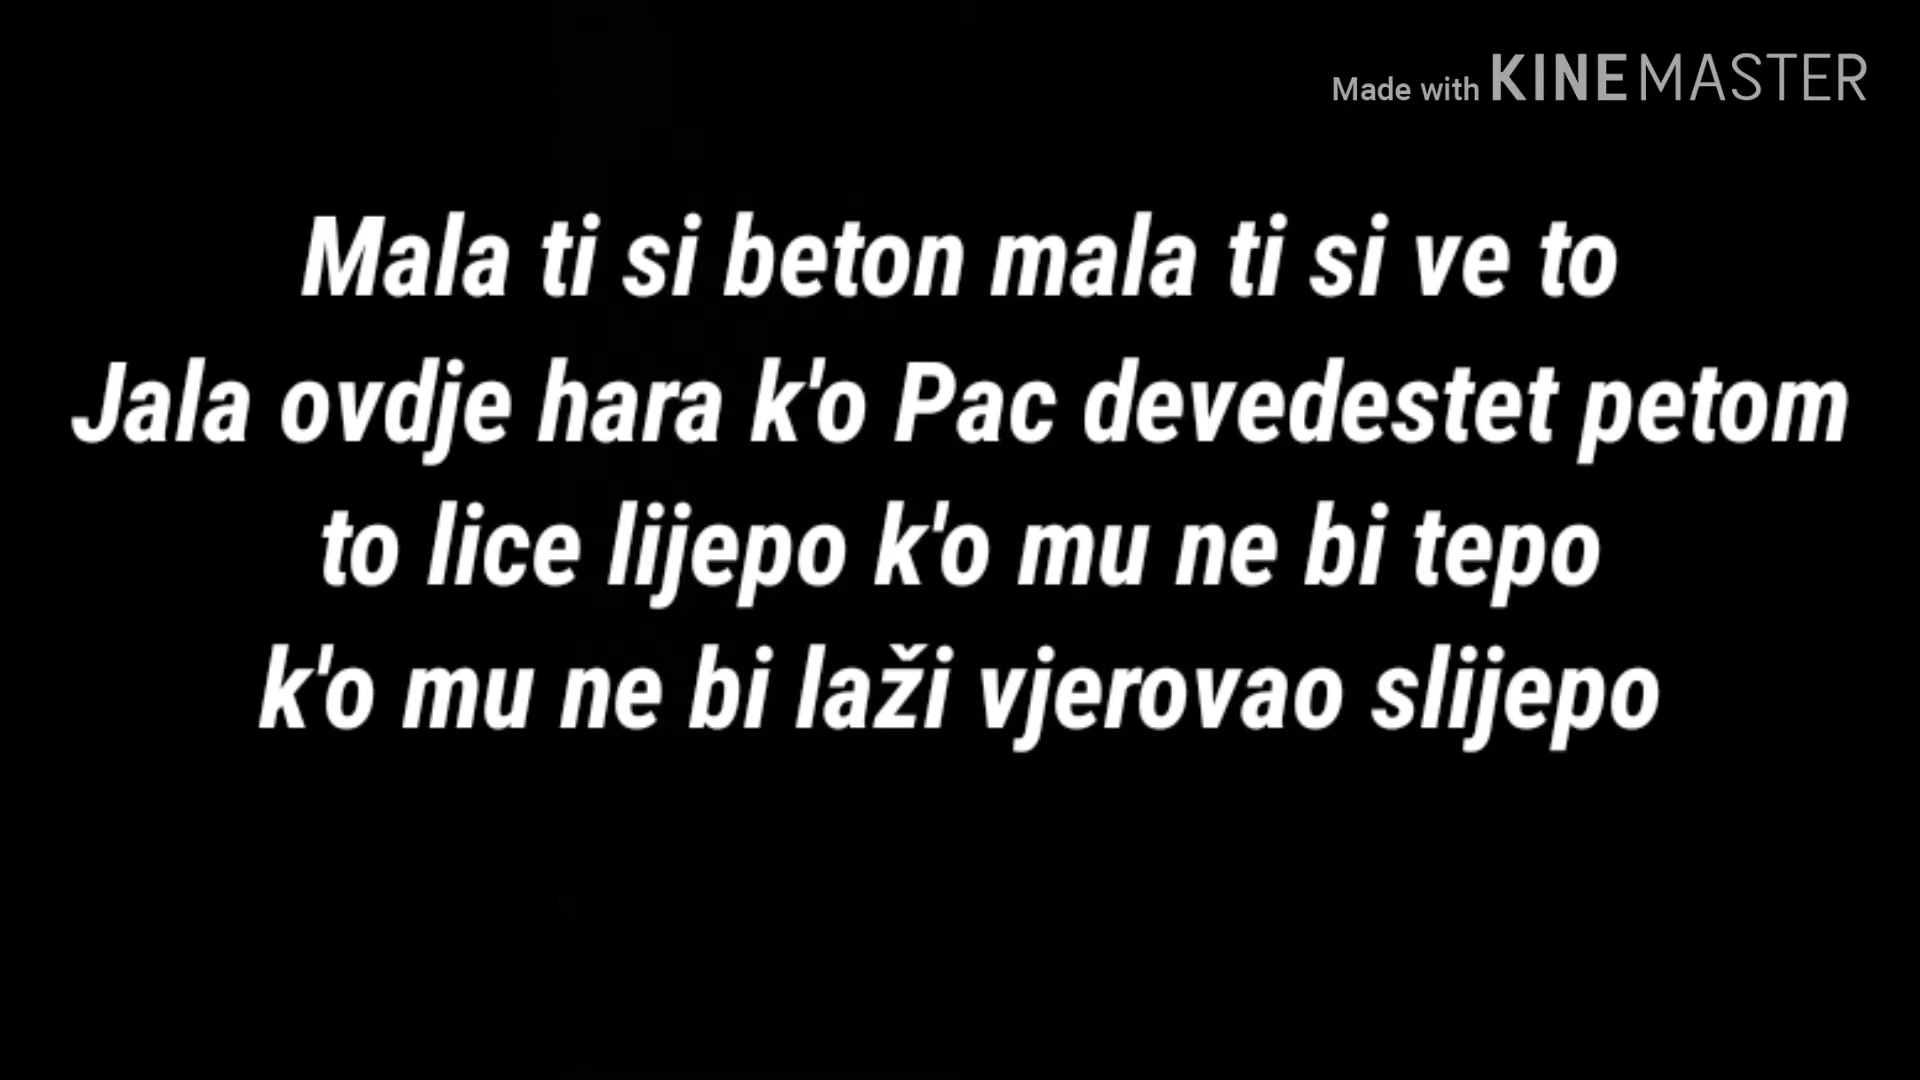 Made with KINEMASTER
Mala ti si beton mala ti si ve to
Jala ovdje hara k'o Pac devedestet petom
to lice lijepo k'o mu ne bi tepo
k'o mu ne bi laži vjerovao slijepo